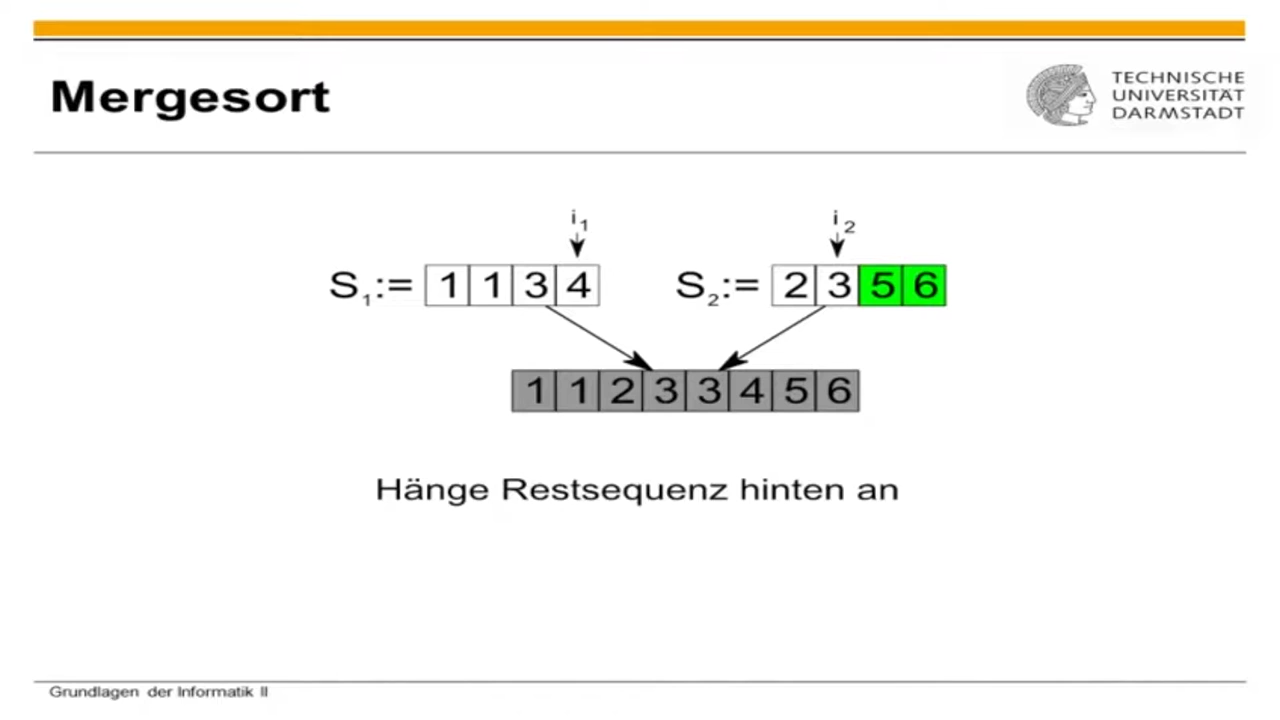 Mergesort
TECHNISCHE
UNIVERSITÄT
DARMSTADT
i₁ i₂
S₁:= 1 1 3 4 S₂:= 2 3 5 6
1 1 2 3 3 4 5 6
Hänge Restsequenz hinten an
Grundlagen der Informatik II